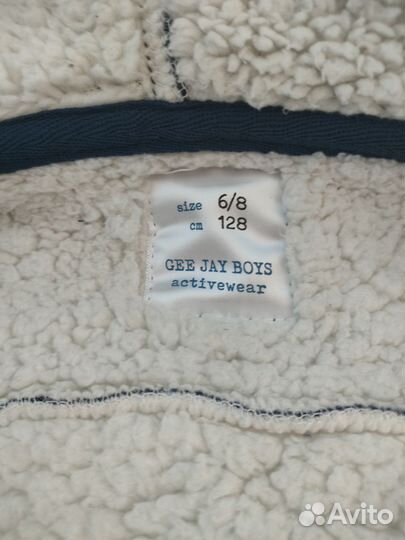 size 6/8
cm 128
GEE JAY BOYS
activewear
Avito